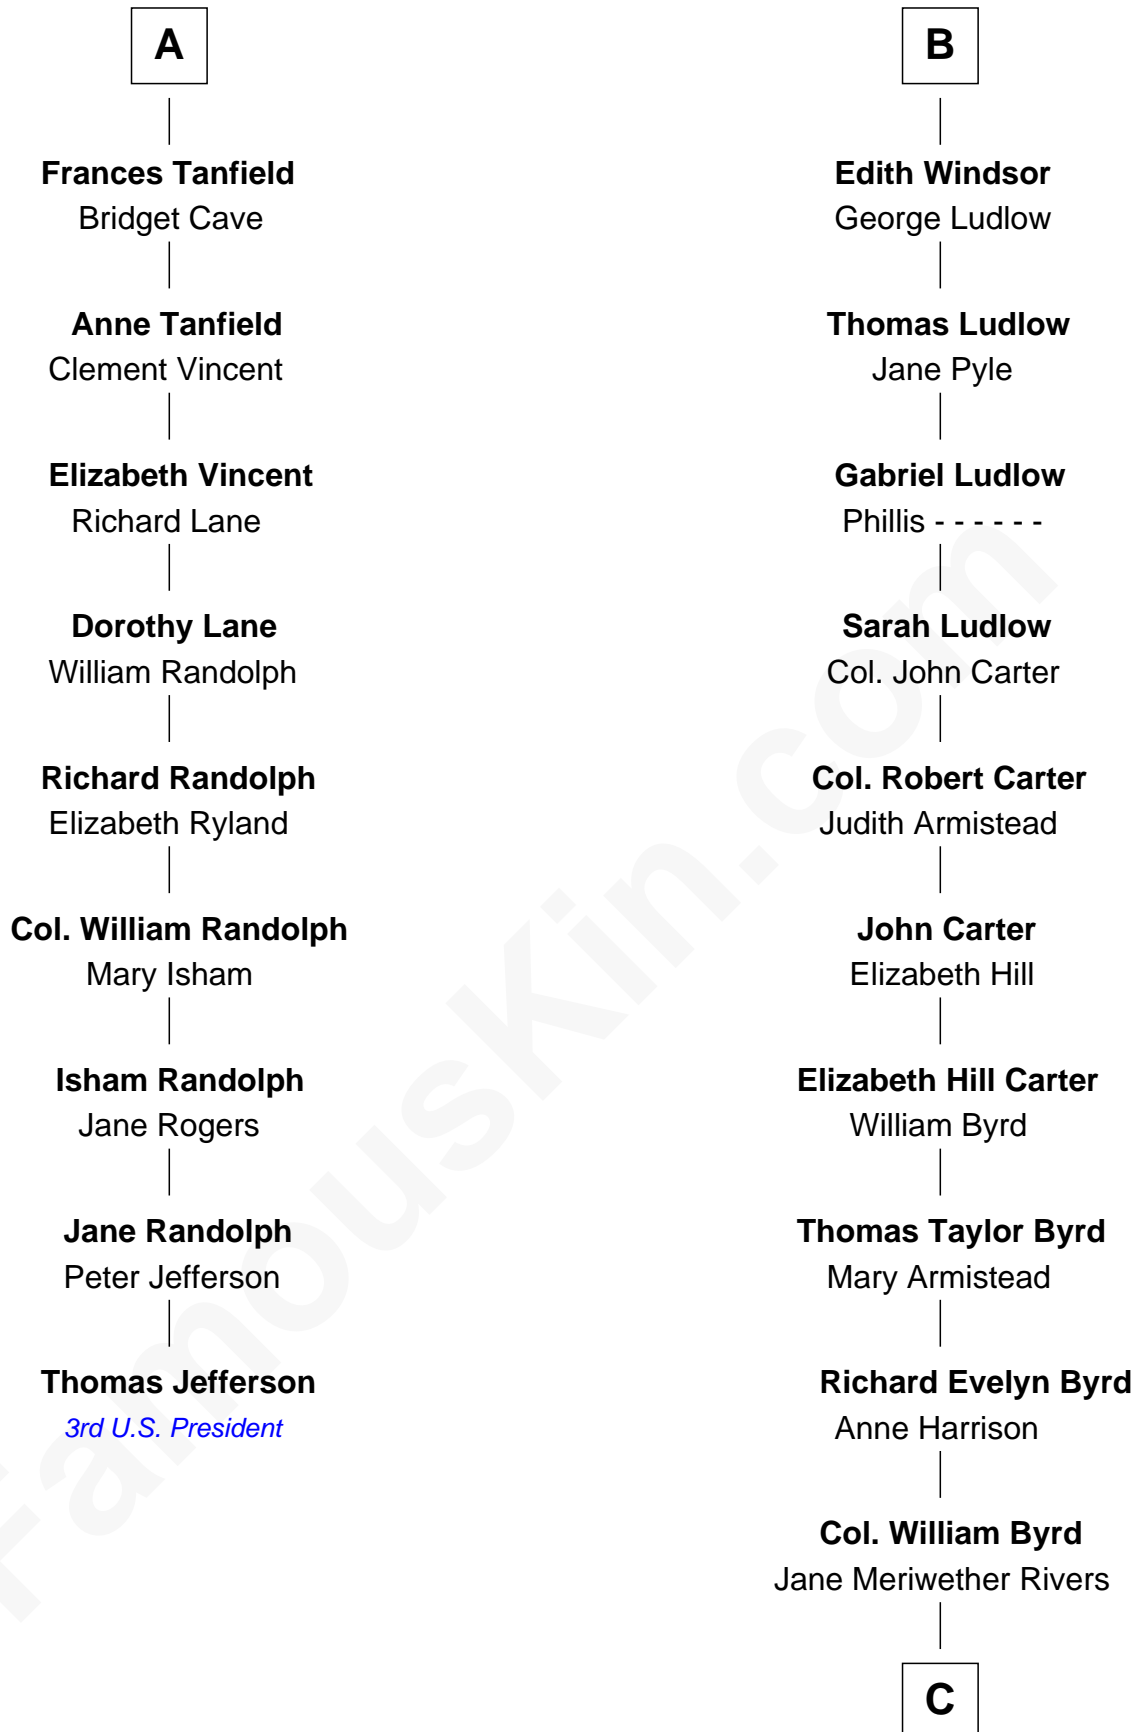 A
Frances Tanfield
Bridget Cave
Anne Tanfield
Clement Vincent
Elizabeth Vincent
Richard Lane
Dorothy Lane
William Randolph
Richard Randolph
Elizabeth Ryland
Col. William Randolph
Mary Isham
Isham Randolph
Jane Rogers
Jane Randolph
Peter Jefferson
Thomas Jefferson
3rd U.S. President
B
Edith Windsor
George Ludlow
Thomas Ludlow
Jane Pyle
Gabriel Ludlow
Phillis - - - - - -
Sarah Ludlow
Col. John Carter
Col. Robert Carter
Judith Armistead
John Carter
Elizabeth Hill
Elizabeth Hill Carter
William Byrd
Thomas Taylor Byrd
Mary Armistead
Richard Evelyn Byrd
Anne Harrison
Col. William Byrd
Jane Meriwether Rivers
C
FamousKin.com